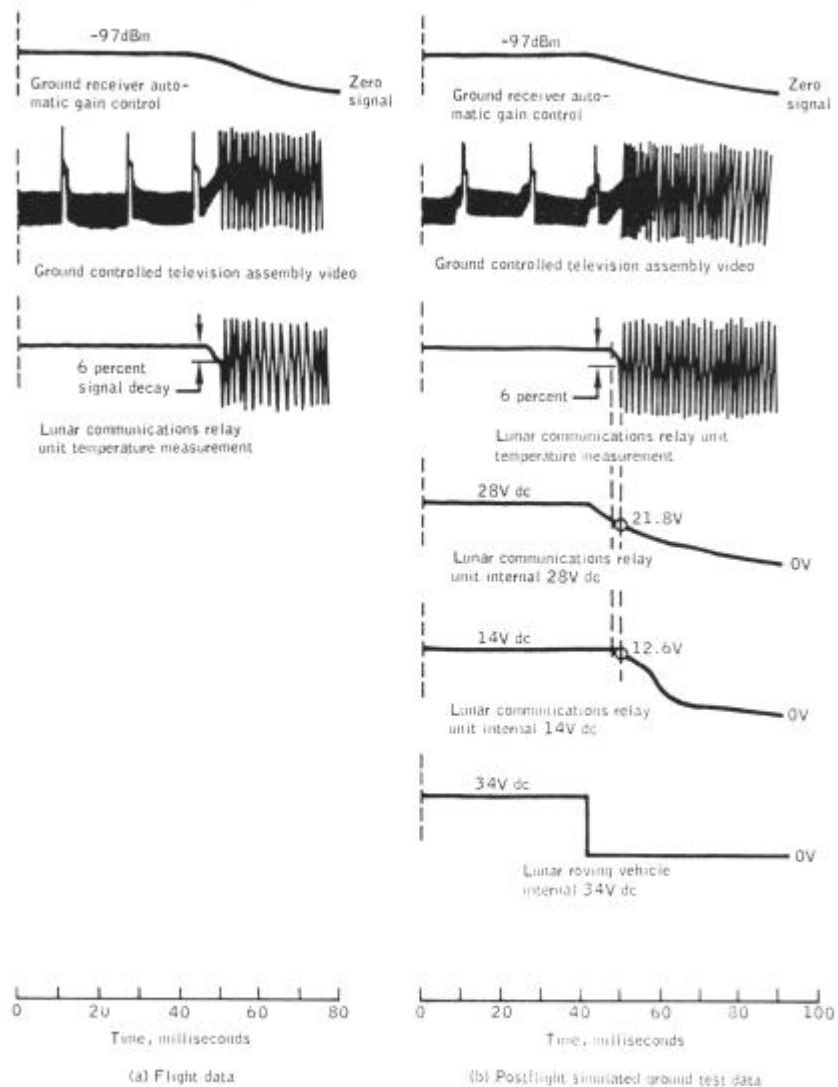 -97dBm
Zero
signal
Ground receiver auto-
matic gain control
Ground controlled television assembly video
6 percent
signal decay
Lunar communications relay
unit temperature measurement
0 20 40 60 80
Time, milliseconds
(a) Flight data
-97dBm
Zero
signal
Ground receiver auto-
matic gain control
Ground controlled television assembly video
6 percent
Lunar communications relay unit
temperature measurement
28V dc
21.8V
0V
Lunar communications relay
unit internal 28V dc
14V dc
12.6V
0V
Lunar communications relay
unit internal 14V dc
34V dc
0V
Lunar roving vehicle
internal 34V dc
0 20 40 60 80 100
Time, milliseconds
(b) Postflight simulated ground test data